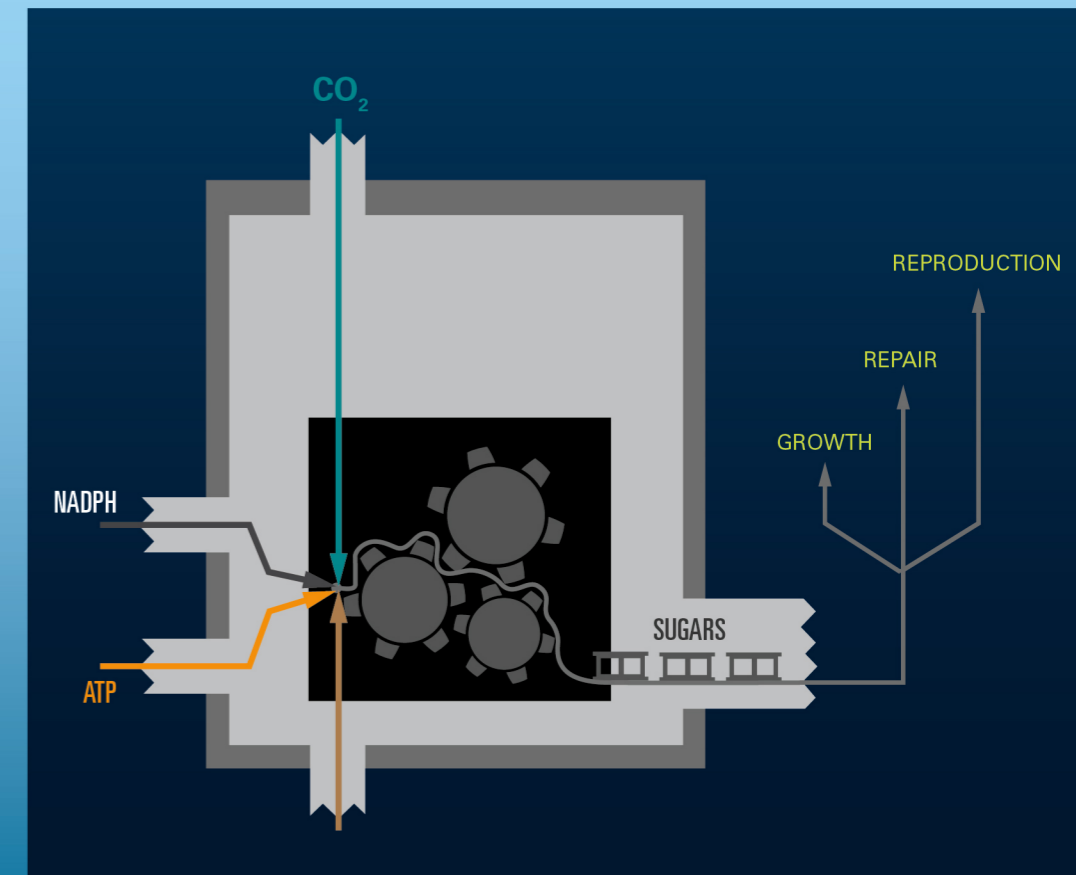 CO₂
REPRODUCTION
REPAIR
GROWTH
NADPH
SUGARS
ATP